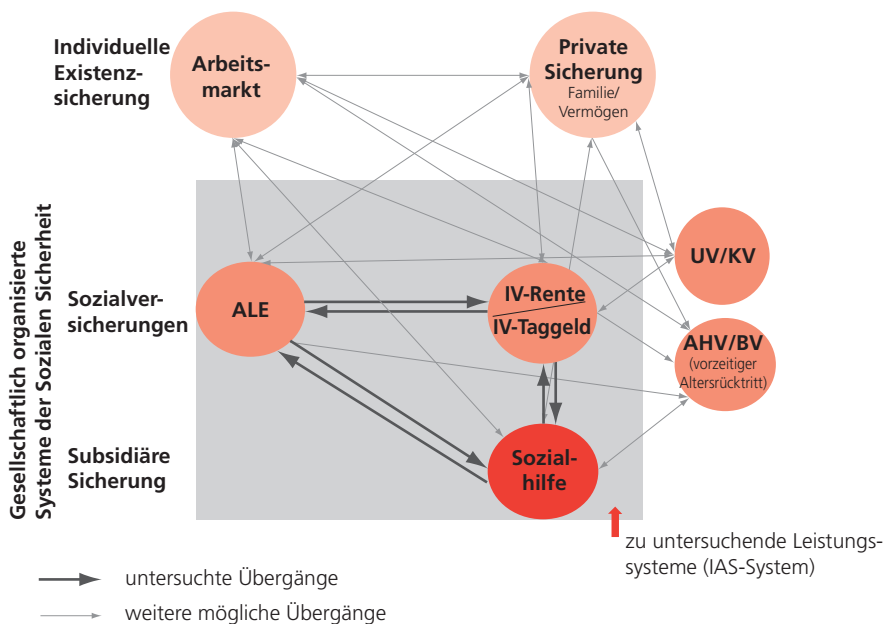 Individuelle
Existenz-
sicherung
Arbeits-
markt
Private
Sicherung
Familie/
Vermögen
Gesellschaftlich organisierte
Systeme der Sozialen Sicherheit
Sozialver-
sicherungen
ALE
IV-Rente
IV-Taggeld
UV/KV
AHV/BV
(vorzeitiger
Altersrücktritt)
Subsidiäre
Sicherung
Sozial-
hilfe
zu untersuchende Leistungs-
systeme (IAS-System)
untersuchte Übergänge
weitere mögliche Übergänge